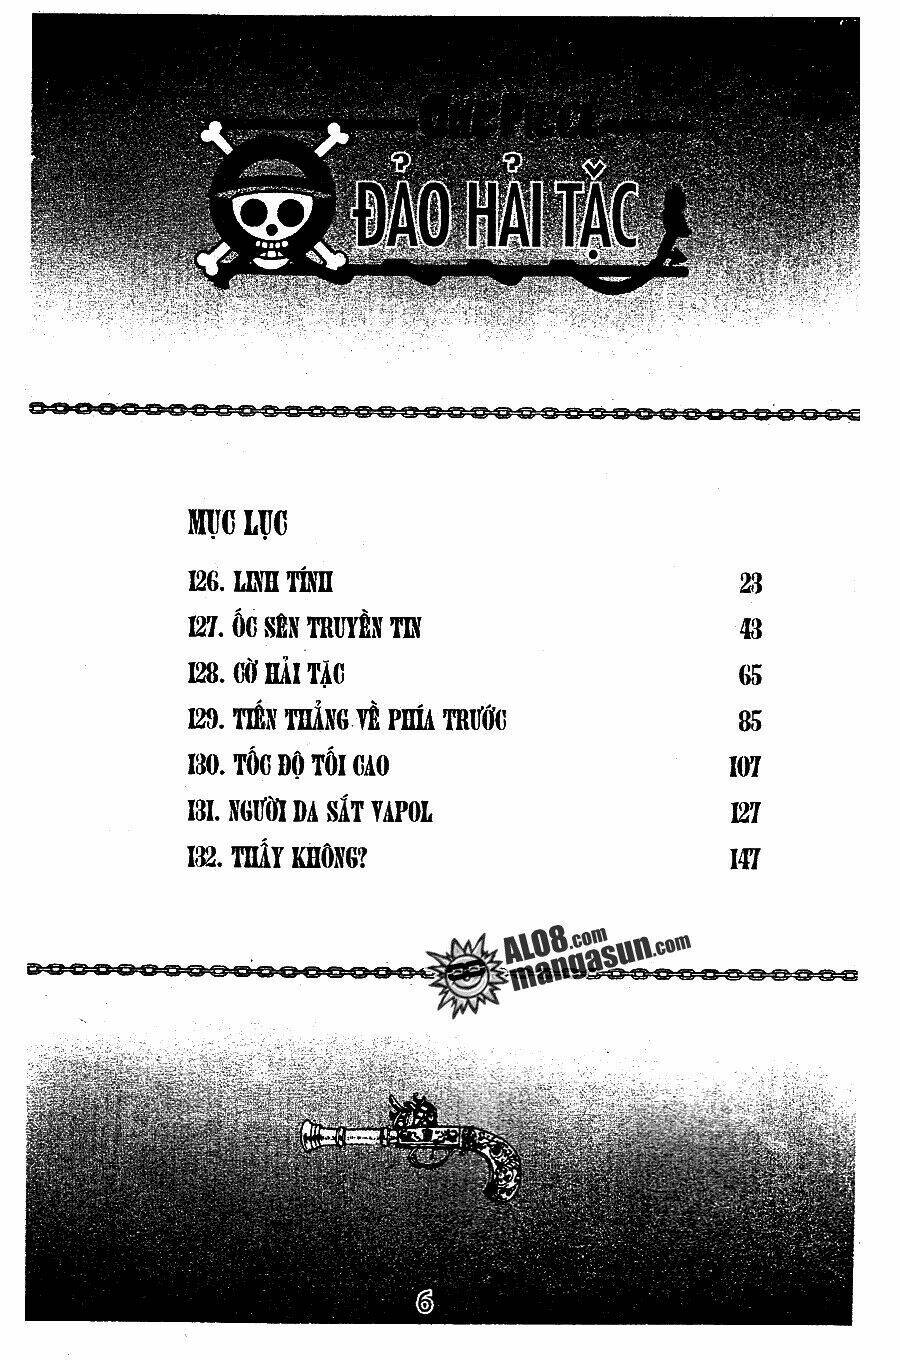 ONE PIECE
ĐẢO HẢI TẶC
MỤC LỤC
126. LINH TÍNH 23
127. ỐC SÊN TRUYỀN TIN 43
128. CỜ HẢI TẶC 65
129. TIẾN THẲNG VỀ PHÍA TRƯỚC 85
130. TỐC ĐỘ TỐI CAO 107
131. NGƯỜI DA SẮT VAPOL 127
132. THẤY KHÔNG? 147
ALO8.com
mangasun.com
6